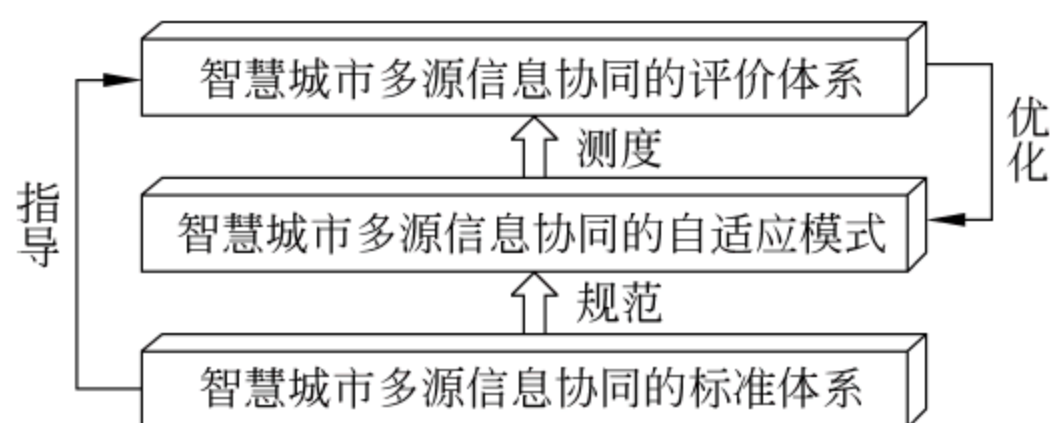 智慧城市多源信息协同的评价体系
测度
优化
智慧城市多源信息协同的自适应模式
指导
规范
智慧城市多源信息协同的标准体系